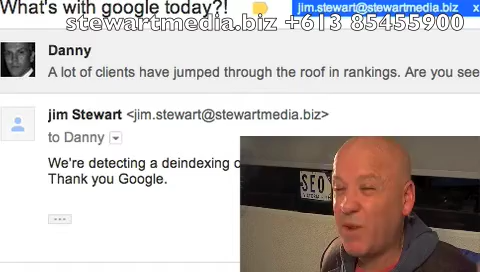 What's with google today?!
jim.stewart@stewartmedia.biz x
stewartmedia.biz +613 85455900
Danny
A lot of clients have jumped through the roof in rankings. Are you see
jim Stewart <jim.stewart@stewartmedia.biz>
to Danny
We're detecting a deindexing
Thank you Google.
SEO